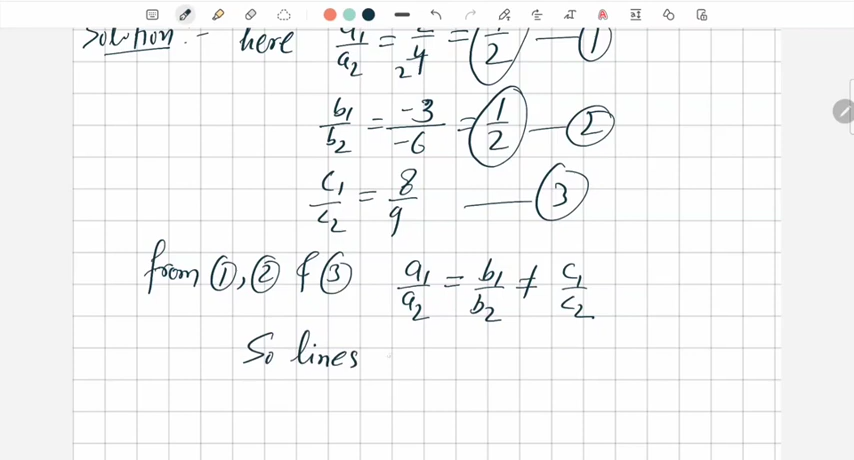 Solution :- here a1/a2 = 2/4 = 1/2 — 1
b1/b2 = -3/-6 = 1/2 — 2
c1/c2 = 8/9 — 3
from 1, 2 & 3 a1/a2 = b1/b2 ≠ c1/c2
So lines